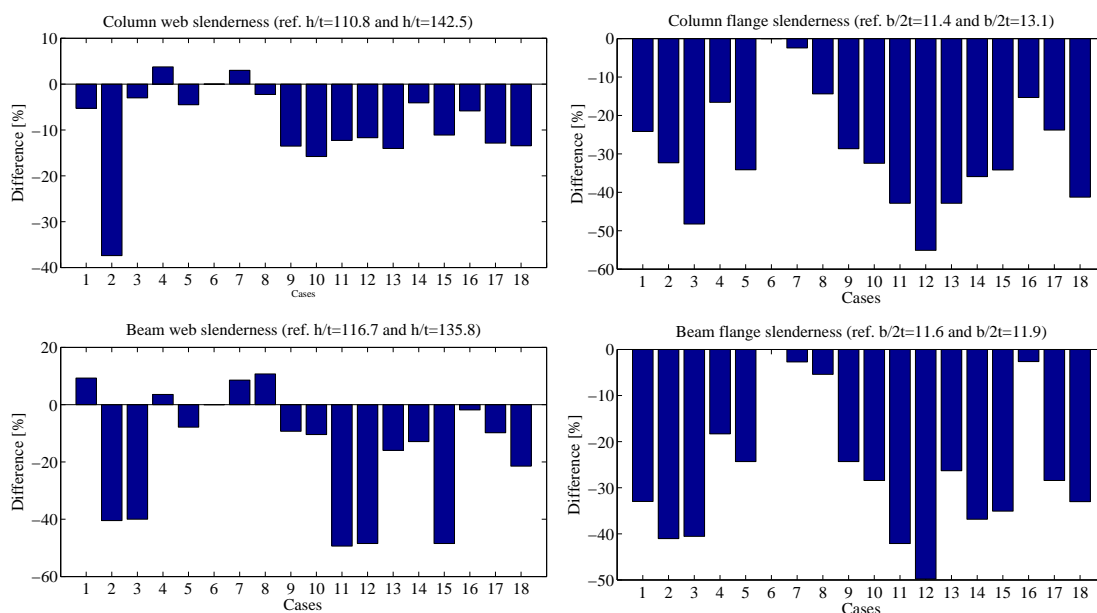 Column web slenderness (ref. h/t=110.8 and h/t=142.5)
10
0
−10
−20
−30
−40
Difference [%]
1 2 3 4 5 6 7 8 9 10 11 12 13 14 15 16 17 18
Cases
Column flange slenderness (ref. b/2t=11.4 and b/2t=13.1)
0
−10
−20
−30
−40
−50
−60
Difference [%]
1 2 3 4 5 6 7 8 9 10 11 12 13 14 15 16 17 18
Cases
Beam web slenderness (ref. h/t=116.7 and h/t=135.8)
20
0
−20
−40
−60
Difference [%]
1 2 3 4 5 6 7 8 9 10 11 12 13 14 15 16 17 18
Cases
Beam flange slenderness (ref. b/2t=11.6 and b/2t=11.9)
0
−10
−20
−30
−40
−50
Difference [%]
1 2 3 4 5 6 7 8 9 10 11 12 13 14 15 16 17 18
Cases